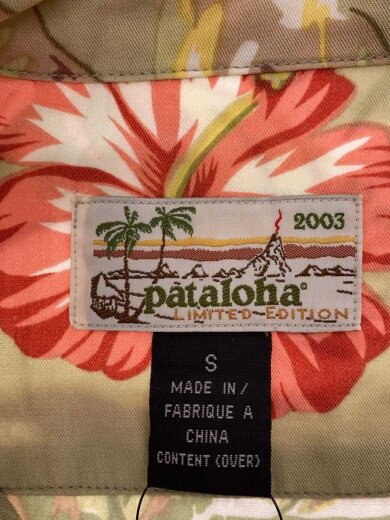 2003
pataloha®
LIMITED EDITION
S
MADE IN /
FABRIQUE A
CHINA
CONTENT (OVER)